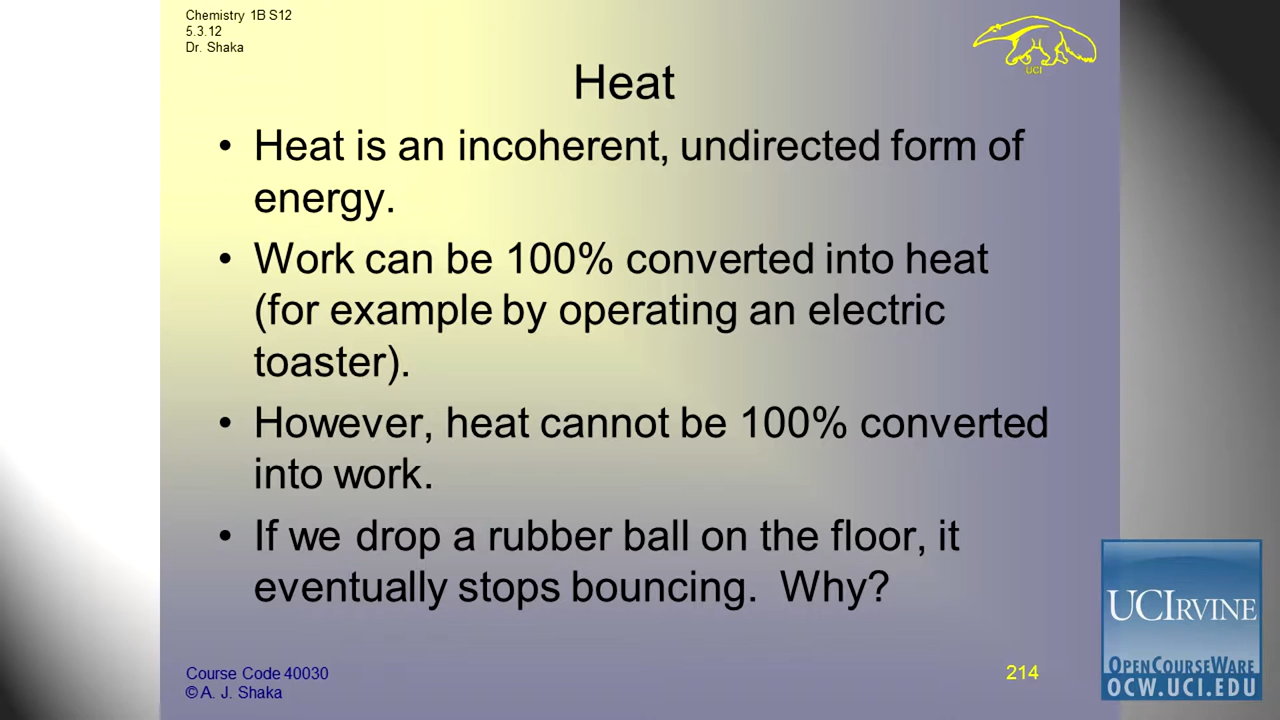 Chemistry 1B S12
5.3.12
Dr. Shaka
UCI
Heat
• Heat is an incoherent, undirected form of
energy.
• Work can be 100% converted into heat
(for example by operating an electric
toaster).
• However, heat cannot be 100% converted
into work.
• If we drop a rubber ball on the floor, it
eventually stops bouncing.  Why?
Course Code 40030
© A. J. Shaka
214
UCIRVINE
OPENCOURSEWARE
OCW.UCI.EDU